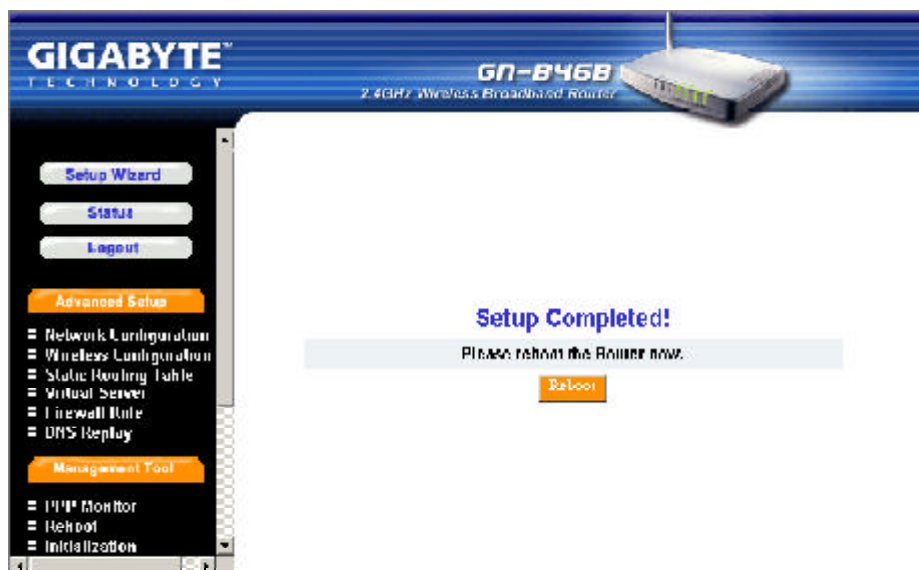 GIGABYTE™
TECHNOLOGY
GN-B46B
2.4GHz Wireless Broadband Router
Setup Wizard
Status
Logout
Advanced Setup
Network Configuration
Wireless Configuration
Static Routing Table
Virtual Server
Firewall Rule
DNS Replay
Management Tool
PPP Monitor
Reboot
Initialization
Setup Completed!
Please reboot the Router now.
Reboot